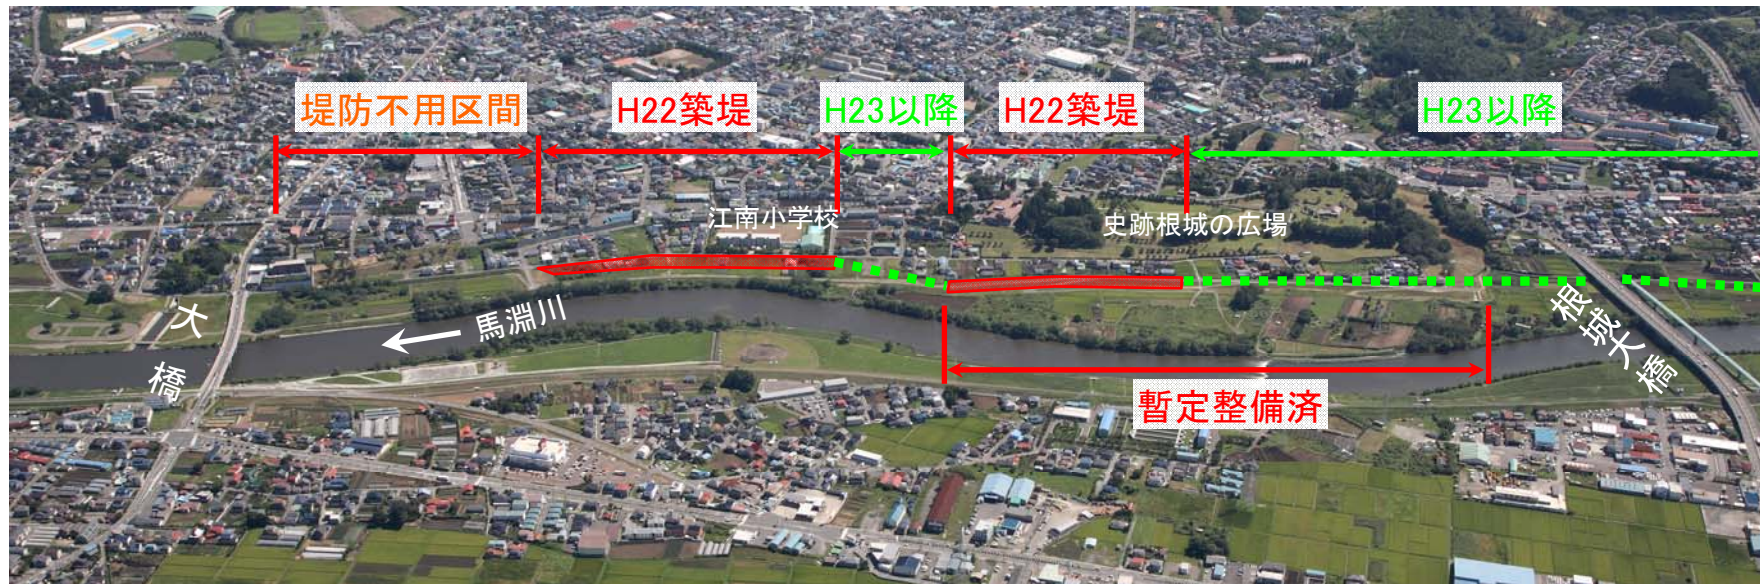 堤防不用区間
H22築堤
H23以降
H22築堤
H23以降
江南小学校
史跡根城の広場
大橋
馬淵川
根城大橋
暫定整備済